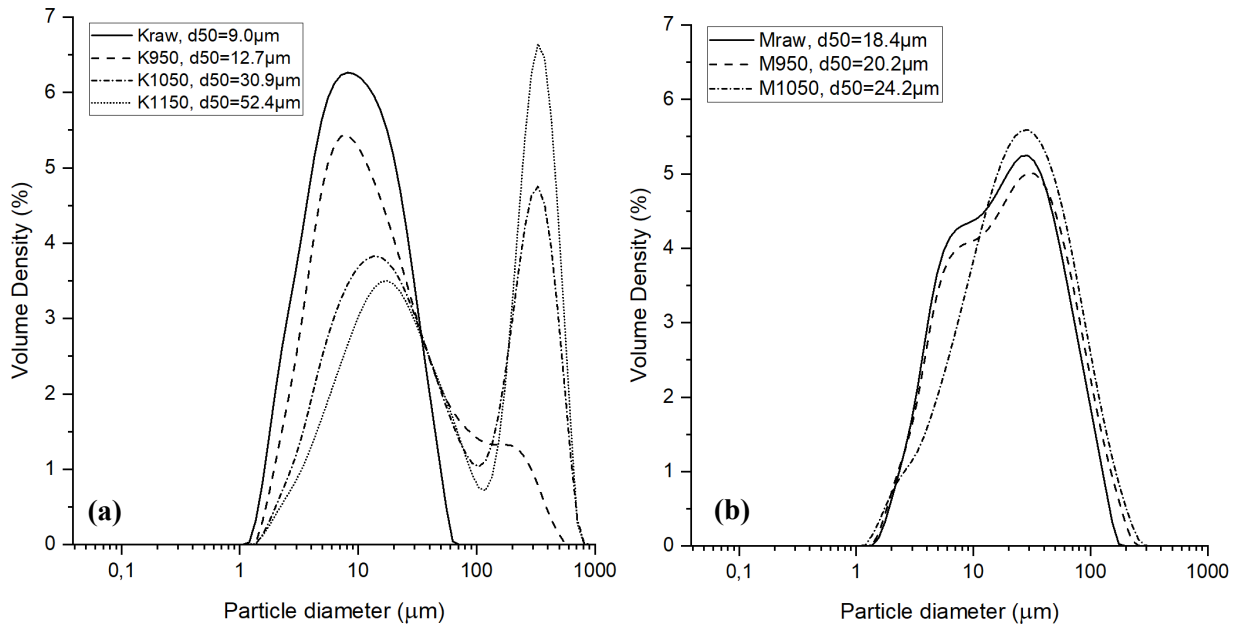 7
6
5
4
3
2
1
0
Volume Density (%)
Kraw, d50=9.0µm
K950, d50=12.7µm
K1050, d50=30.9µm
K1150, d50=52.4µm
(a)
0,1
1
10
100
1000
Particle diameter (μm)
7
6
5
4
3
2
1
0
Volume Density (%)
Mraw, d50=18.4µm
M950, d50=20.2µm
M1050, d50=24.2µm
(b)
0,1
1
10
100
1000
Particle diameter (μm)